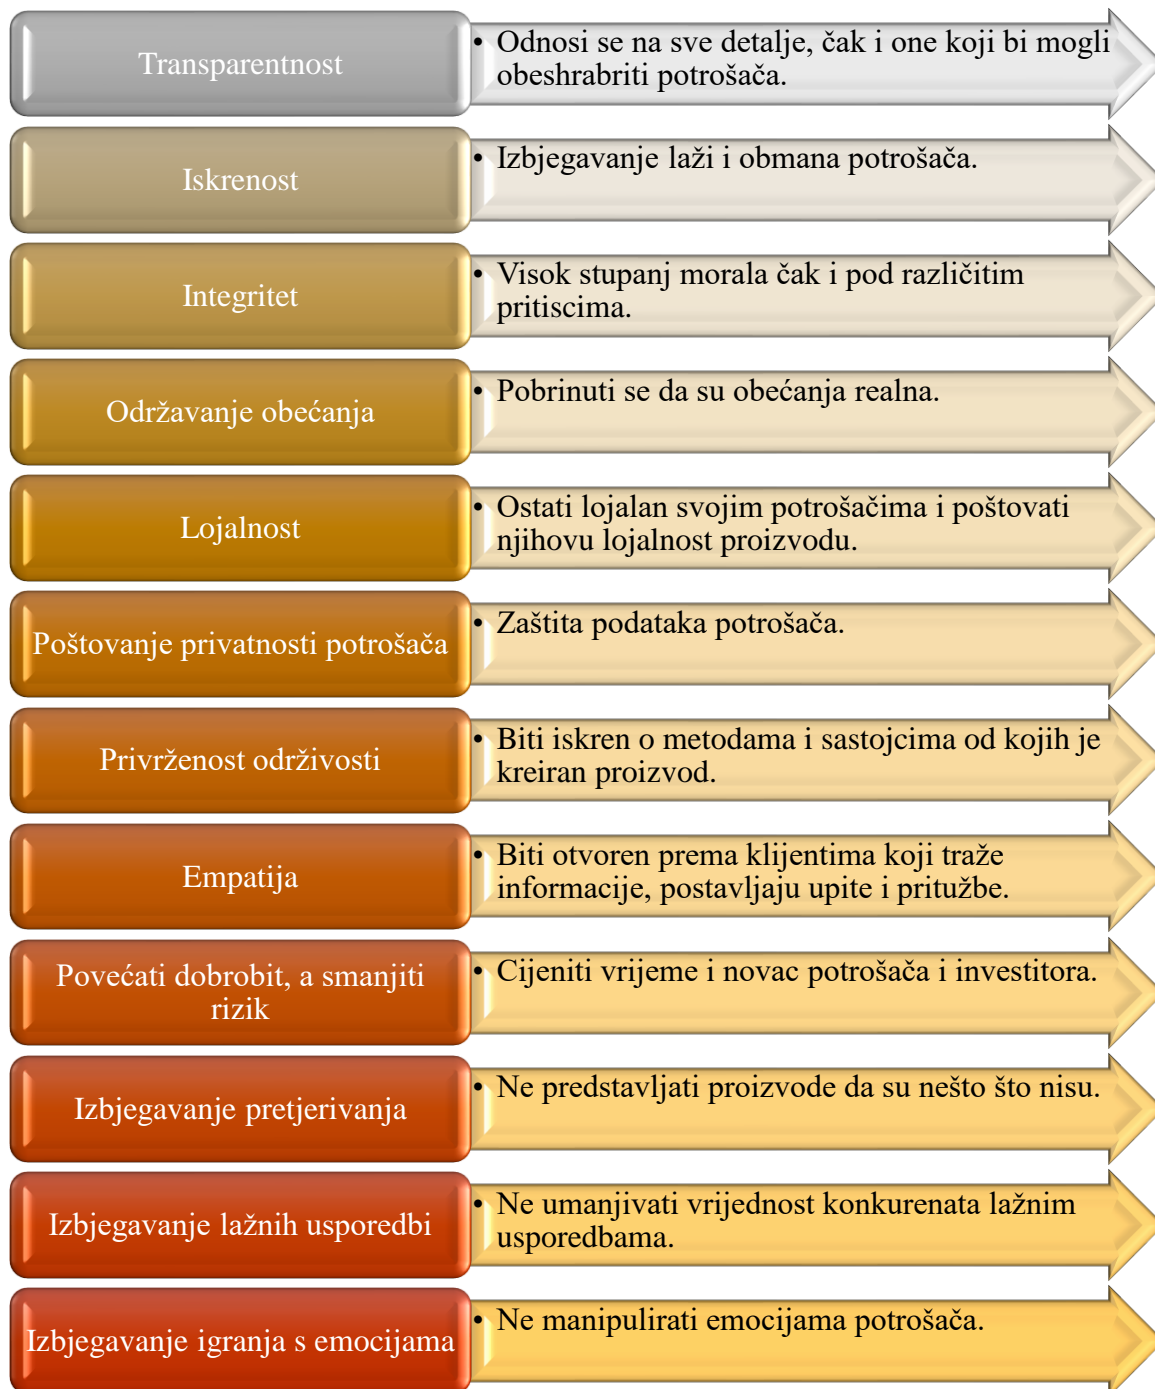 Transparentnost
• Odnosi se na sve detalje, čak i one koji bi mogli
obeshrabriti potrošača.
Iskrenost
• Izbjegavanje laži i obmana potrošača.
Integritet
• Visok stupanj morala čak i pod različitim
pritiscima.
Održavanje obećanja
• Pobrinuti se da su obećanja realna.
Lojalnost
• Ostati lojalan svojim potrošačima i poštovati
njihovu lojalnost proizvodu.
Poštovanje privatnosti potrošača
• Zaštita podataka potrošača.
Privrženost održivosti
• Biti iskren o metodama i sastojcima od kojih je
kreiran proizvod.
Empatija
• Biti otvoren prema klijentima koji traže
informacije, postavljaju upite i pritužbe.
Povećati dobrobit, a smanjiti
rizik
• Cijeniti vrijeme i novac potrošača i investitora.
Izbjegavanje pretjerivanja
• Ne predstavljati proizvode da su nešto što nisu.
Izbjegavanje lažnih usporedbi
• Ne umanjivati vrijednost konkurenata lažnim
usporedbama.
Izbjegavanje igranja s emocijama
• Ne manipulirati emocijama potrošača.